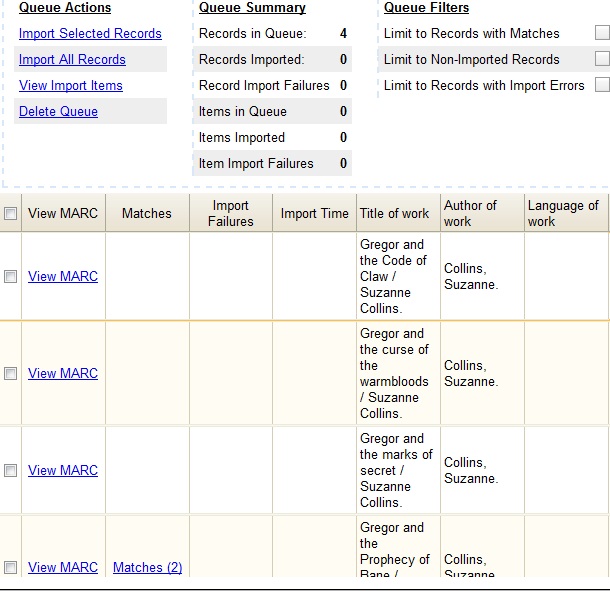 Queue Actions
Import Selected Records
Import All Records
View Import Items
Delete Queue
Queue Summary
Records in Queue: 4
Records Imported: 0
Record Import Failures 0
Items in Queue 0
Items Imported 0
Item Import Failures 0
Queue Filters
Limit to Records with Matches
Limit to Non-Imported Records
Limit to Records with Import Errors
View MARC
Matches
Import
Failures
Import Time
Title of work
Author of
work
Language of
work
View MARC
Gregor and
the Code of
Claw /
Suzanne
Collins.
Collins,
Suzanne.
View MARC
Gregor and
the curse of
the
warmbloods
/ Suzanne
Collins.
Collins,
Suzanne.
View MARC
Gregor and
the marks of
secret /
Suzanne
Collins.
Collins,
Suzanne.
View MARC
Matches (2)
Gregor and
the
Prophecy of
Bane /
Collins,
Suzanne